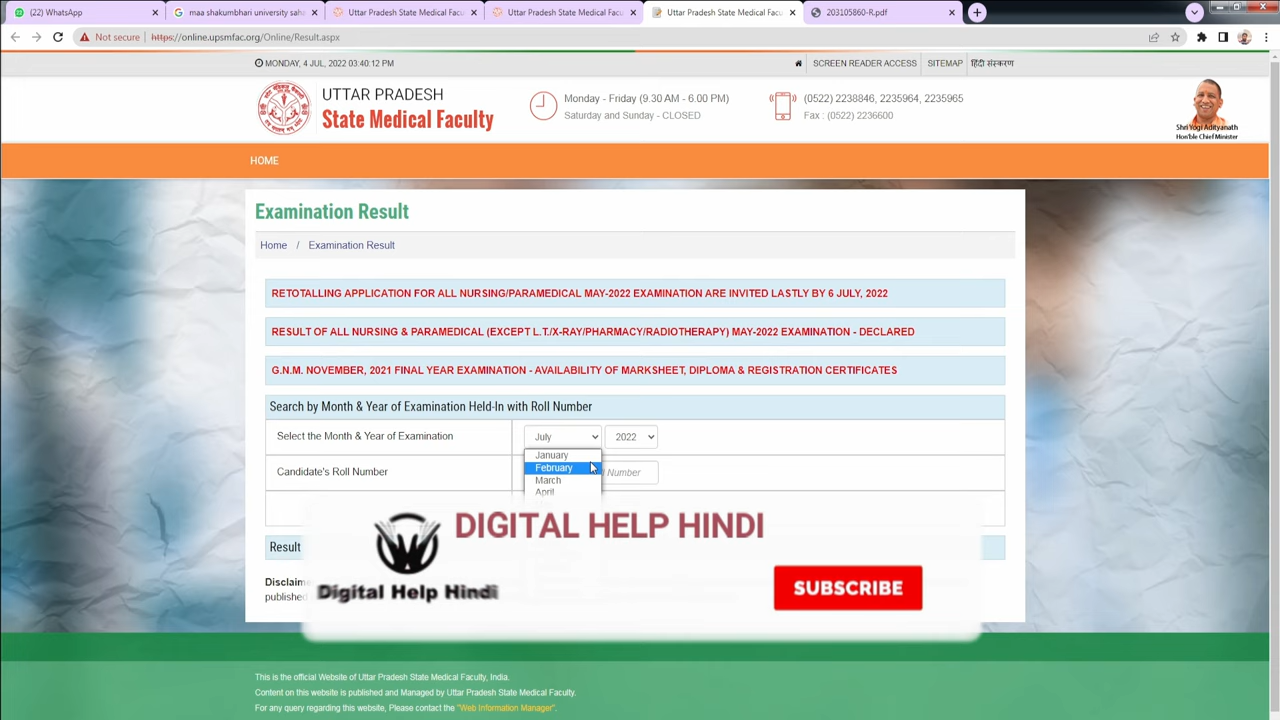 (22) WhatsApp
maa shakumbhari university saha
Uttar Pradesh State Medical Facu
Uttar Pradesh State Medical Facu
Uttar Pradesh State Medical Facu
203105860-R.pdf
Not secure
https://online.upsmfac.org/Online/Result.aspx
MONDAY, 4 JUL, 2022 03:40:12 PM
SCREEN READER ACCESS
SITEMAP
हिंदी संस्करण
UTTAR PRADESH
State Medical Faculty
Monday - Friday (9.30 AM - 6.00 PM)
Saturday and Sunday - CLOSED
(0522) 2238846, 2235964, 2235965
Fax : (0522) 2236600
Shri Yogi Adityanath
Hon'ble Chief Minister
HOME
Examination Result
Home / Examination Result
RETOTALLING APPLICATION FOR ALL NURSING/PARAMEDICAL MAY-2022 EXAMINATION ARE INVITED LASTLY BY 6 JULY, 2022
RESULT OF ALL NURSING & PARAMEDICAL (EXCEPT L.T./X-RAY/PHARMACY/RADIOTHERAPY) MAY-2022 EXAMINATION - DECLARED
G.N.M. NOVEMBER, 2021 FINAL YEAR EXAMINATION - AVAILABILITY OF MARKSHEET, DIPLOMA & REGISTRATION CERTIFICATES
Search by Month & Year of Examination Held-In with Roll Number
Select the Month & Year of Examination
July
2022
January
February
March
April
Candidate's Roll Number
Number
DIGITAL HELP HINDI
Digital Help Hindi
SUBSCRIBE
Result
Disclaime
published
This is the official Website of Uttar Pradesh State Medical Faculty, India.
Content on this website is published and Managed by Uttar Pradesh State Medical Faculty.
For any query regarding this website, Please contact the "Web Information Manager".